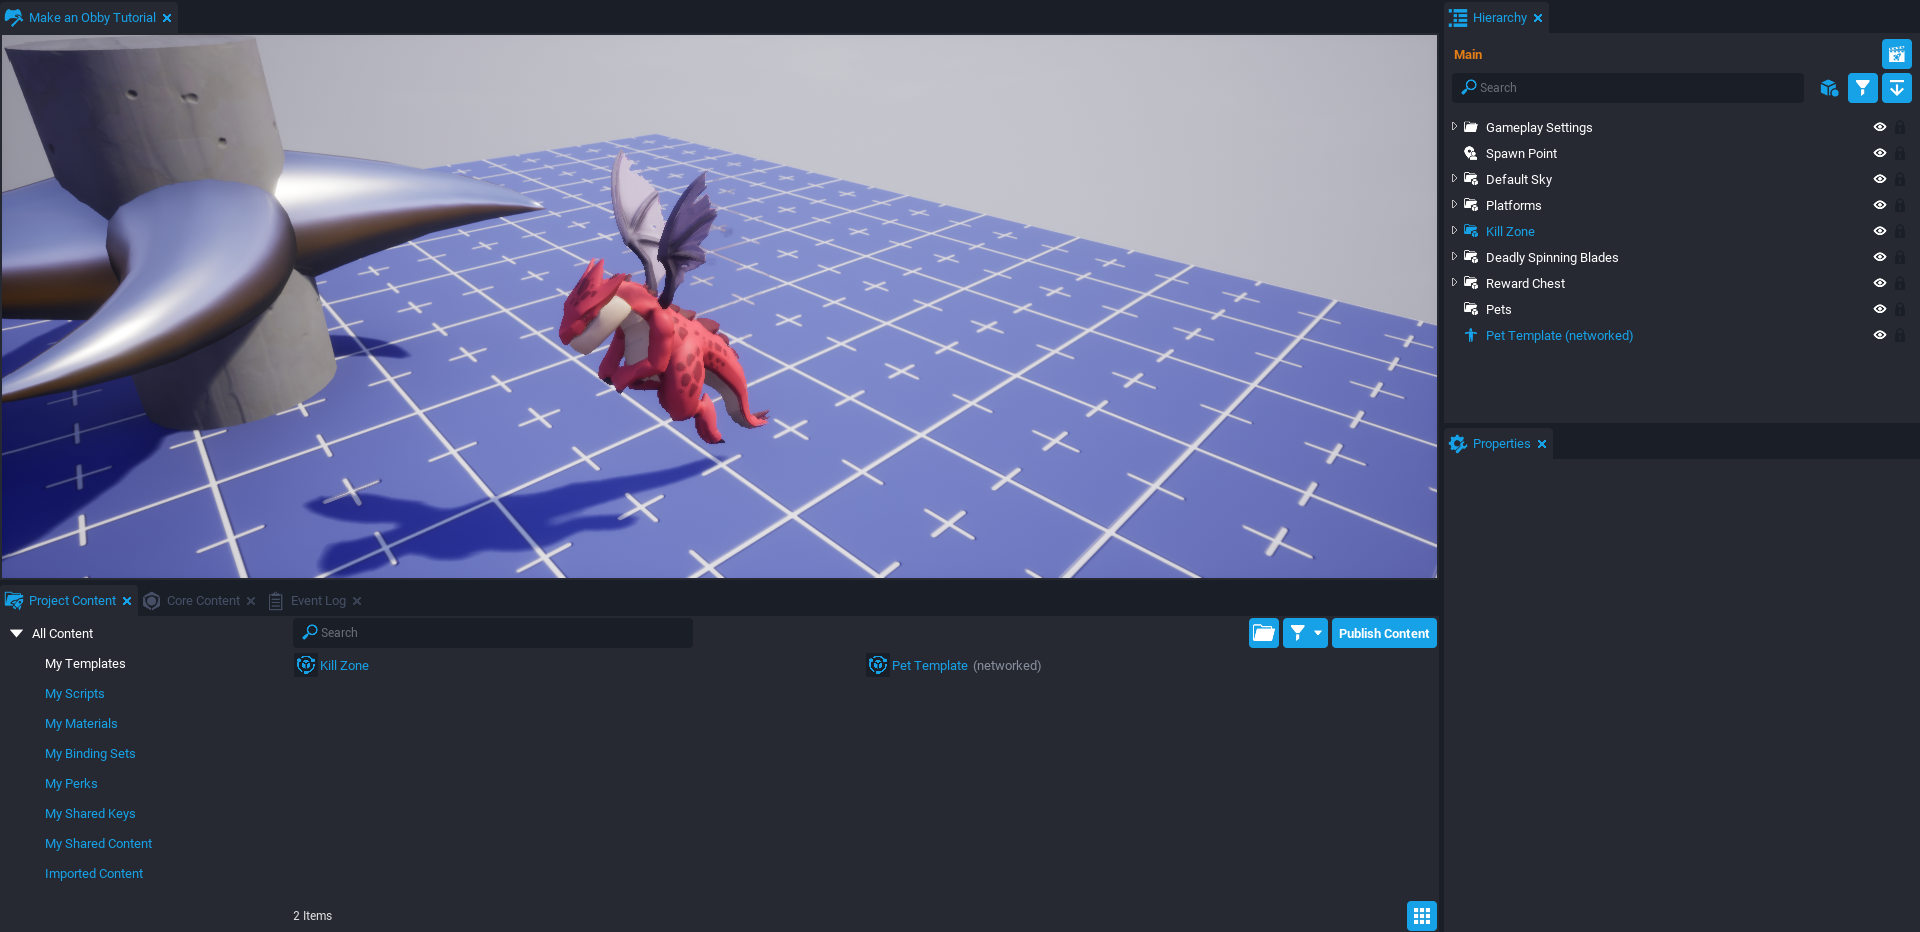 Make an Obby Tutorial
Hierarchy
Main
Search
Gameplay Settings
Spawn Point
Default Sky
Platforms
Kill Zone
Deadly Spinning Blades
Reward Chest
Pets
Pet Template (networked)
Properties
Project Content
Core Content
Event Log
All Content
My Templates
My Scripts
My Materials
My Binding Sets
My Perks
My Shared Keys
My Shared Content
Imported Content
Search
Publish Content
Kill Zone
Pet Template (networked)
2 Items